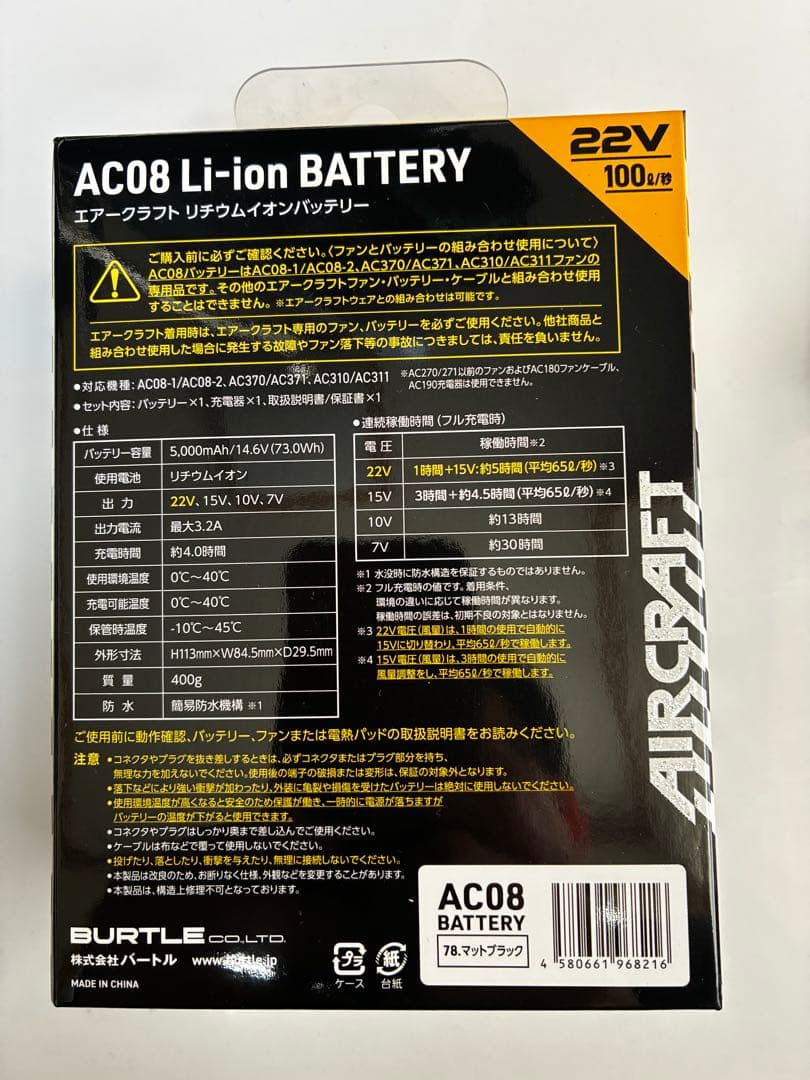 22V
100ℓ/秒
AC08 Li-ion BATTERY
エアークラフト リチウムイオンバッテリー
ご購入前に必ずご確認ください。〈ファンとバッテリーの組み合わせ使用について〉
AC08バッテリーはAC08-1/AC08-2、AC370/AC371、AC310/AC311ファンの
専用品です。その他のエアークラフトファン・バッテリー・ケーブルと組み合わせ使用
することはできません。※エアークラフトウェアとの組み合わせは可能です。
エアークラフト着用時は、エアークラフト専用のファン、バッテリーを必ずご使用ください。他社商品と
組み合わせ使用した場合に発生する故障やファン落下等の事故につきましては、責任を負いません。
●対応機種：AC08-1/AC08-2、AC370/AC371、AC310/AC311
※AC270/271以前のファンおよびAC180ファンケーブル、
AC190充電器は使用できません。
●セット内容：バッテリー×1、充電器×1、取扱説明書/保証書×1
●仕様
バッテリー容量 5,000mAh/14.6V(73.0Wh)
使用電池 リチウムイオン
出力 22V、15V、10V、7V
出力電流 最大3.2A
充電時間 約4.0時間
使用環境温度 0℃〜40℃
充電可能温度 0℃〜40℃
保管時温度 -10℃〜45℃
外形寸法 H113mm×W84.5mm×D29.5mm
質量 400g
防水 簡易防水機構 ※1
●連続稼働時間（フル充電時）
電圧 稼働時間※2
22V 1時間＋15V：約5時間（平均65ℓ/秒）※3
15V 3時間＋約4.5時間（平均65ℓ/秒）※4
10V 約13時間
7V 約30時間
※1 水没時に防水構造を保証するものではありません。
※2 フル充電時の値です。着用条件、
環境の違いに応じて稼働時間が異なります。
稼働時間の誤差は、初期不良の対象とはなりません。
※3 22V電圧（風量）は、1時間の使用で自動的に
15Vに切り替わり、平均65ℓ/秒で稼働します。
※4 15V電圧（風量）は、3時間の使用で自動的に
風量調整をし、平均65ℓ/秒で稼働します。
AIRCRAFT
ご使用前に動作確認、バッテリー、ファンまたは電熱パッドの取扱説明書をお読みください。
注意 ●コネクタやプラグを抜き差しするときは、必ずコネクタまたはプラグ部分を持ち、
無理な力を加えないでください。使用後の端子の破損または変形は、保証の対象外となります。
●落下などにより強い衝撃が加わったり、外装に亀裂や損傷を受けたバッテリーは絶対に使用しないでください。
●使用環境温度が高くなると安全のため保護が働き、一時的に電源が落ちますが
バッテリーの温度が下がると使用できます。
●コネクタやプラグはしっかり奥まで差し込んでご使用ください。
●ケーブルは布などで覆って使用しないでください。
●投げたり、落としたり、衝撃を与えたり、無理に接続しないでください。
●本製品は改良のため、お断りなく仕様、外観などを変更することがあります。
●本製品は、構造上修理不可となっております。
BURTLE CO.,LTD.
株式会社バートル www.burtle.jp
MADE IN CHINA
プラ
ケース
紙
台紙
AC08
BATTERY
78.マットブラック
4 580661 968216